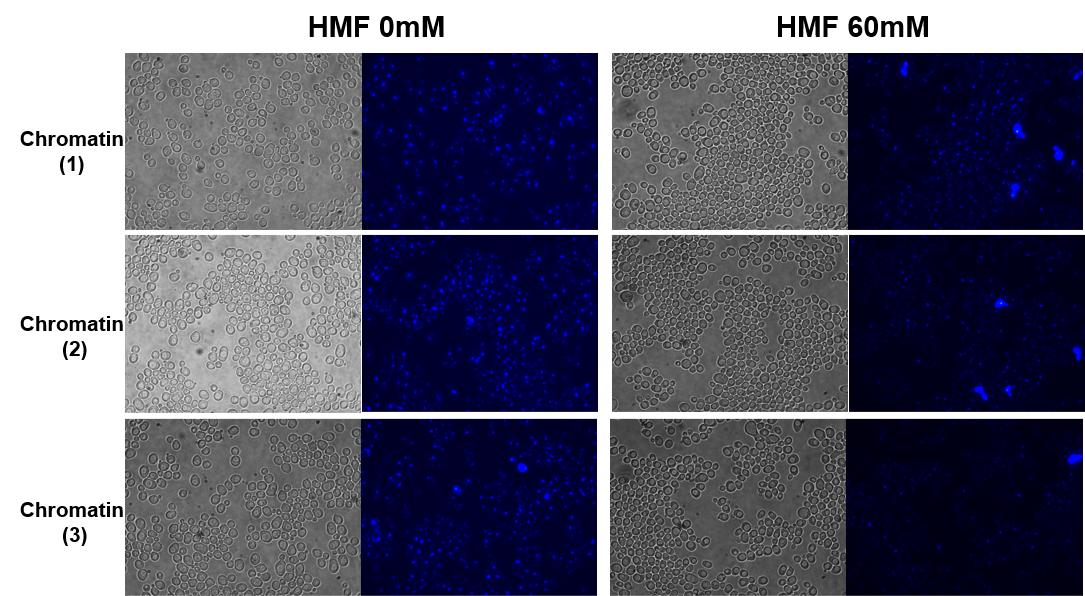 HMF 0mM
HMF 60mM
Chromatin
(1)
Chromatin
(2)
Chromatin
(3)